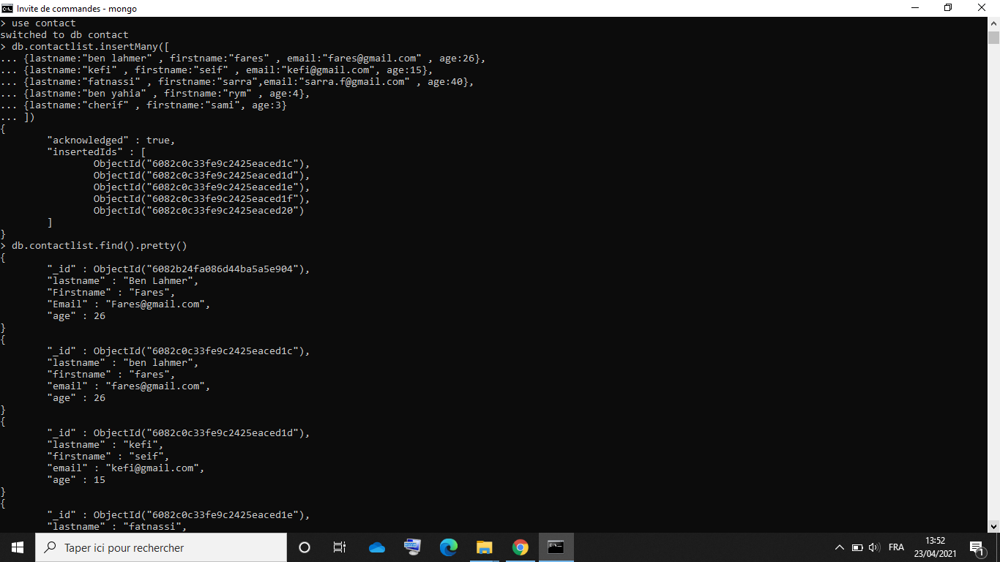 Invite de commandes - mongo
> use contact
switched to db contact
> db.contactlist.insertMany([
... {lastname:"ben lahmer" , firstname:"fares" , email:"fares@gmail.com" , age:26},
... {lastname:"kefi" , firstname:"seif" , email:"kefi@gmail.com", age:15},
... {lastname:"fatnassi" , firstname:"sarra",email:"sarra.f@gmail.com" , age:40},
... {lastname:"ben yahia" , firstname:"rym" , age:4},
... {lastname:"cherif" , firstname:"sami", age:3}
... ])
{
"acknowledged" : true,
"insertedIds" : [
ObjectId("6082c0c33fe9c2425eaced1c"),
ObjectId("6082c0c33fe9c2425eaced1d"),
ObjectId("6082c0c33fe9c2425eaced1e"),
ObjectId("6082c0c33fe9c2425eaced1f"),
ObjectId("6082c0c33fe9c2425eaced20")
]
}
> db.contactlist.find().pretty()
{
"_id" : ObjectId("6082b24fa086d44ba5a5e904"),
"lastname" : "Ben Lahmer",
"Firstname" : "Fares",
"Email" : "Fares@gmail.com",
"age" : 26
}
{
"_id" : ObjectId("6082c0c33fe9c2425eaced1c"),
"lastname" : "ben lahmer",
"firstname" : "fares",
"email" : "fares@gmail.com",
"age" : 26
}
{
"_id" : ObjectId("6082c0c33fe9c2425eaced1d"),
"lastname" : "kefi",
"firstname" : "seif",
"email" : "kefi@gmail.com",
"age" : 15
}
{
"_id" : ObjectId("6082c0c33fe9c2425eaced1e"),
"lastname" : "fatnassi",
Taper ici pour rechercher
FRA
13:52
23/04/2021
1